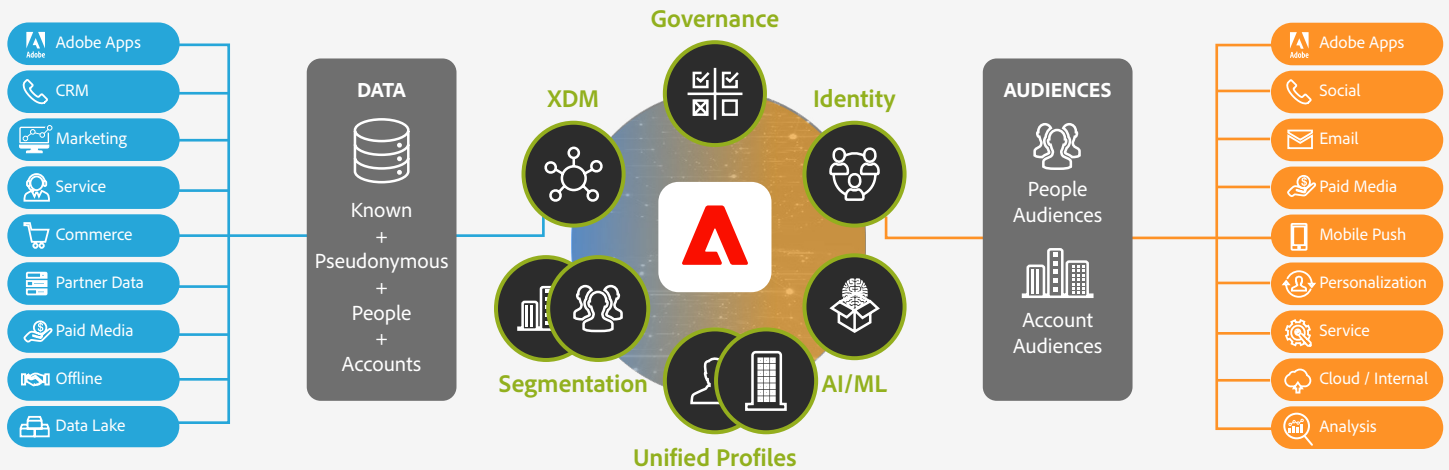 Adobe
Adobe Apps
CRM
Marketing
Service
Commerce
Partner Data
Paid Media
Offline
Data Lake
DATA
Known
+
Pseudonymous
+
People
+
Accounts
Governance
XDM
Identity
Segmentation
AI/ML
Unified Profiles
AUDIENCES
People
Audiences
Account
Audiences
Adobe
Adobe Apps
Social
Email
Paid Media
Mobile Push
Personalization
Service
Cloud / Internal
Analysis